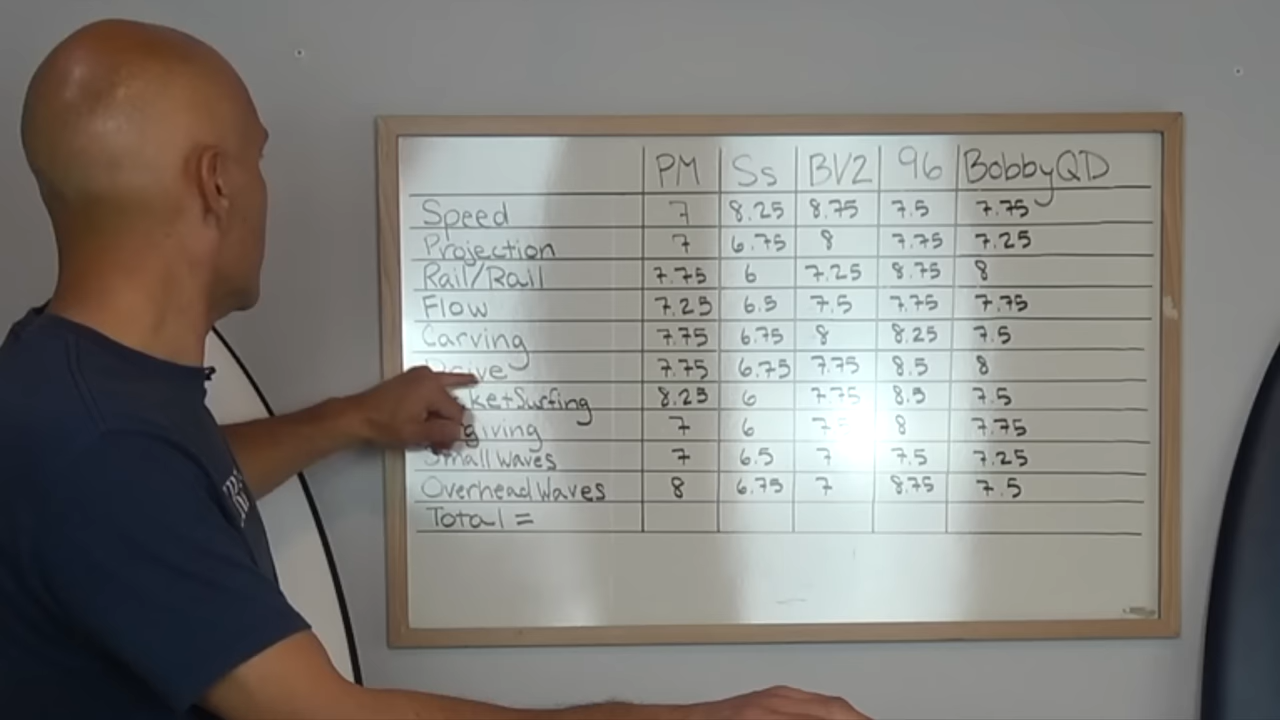 PM Ss BV2 96 BobbyQD
Speed 7 8.25 8.75 7.5 7.75
Projection 7 6.75 8 7.75 7.25
Rail/Rail 7.75 6 7.25 8.75 8
Flow 7.25 6.5 7.5 7.75 7.75
Carving 7.75 6.75 8 8.25 7.5
7.75 6.75 7.75 8.5 8
ketSurfing 8.25 6 7.75 8.5 7.5
giving 7 6 8 7.75
Small Waves 7 6.5 7 7.5 7.25
Overhead Waves 8 6.75 7 8.75 7.5
Total =